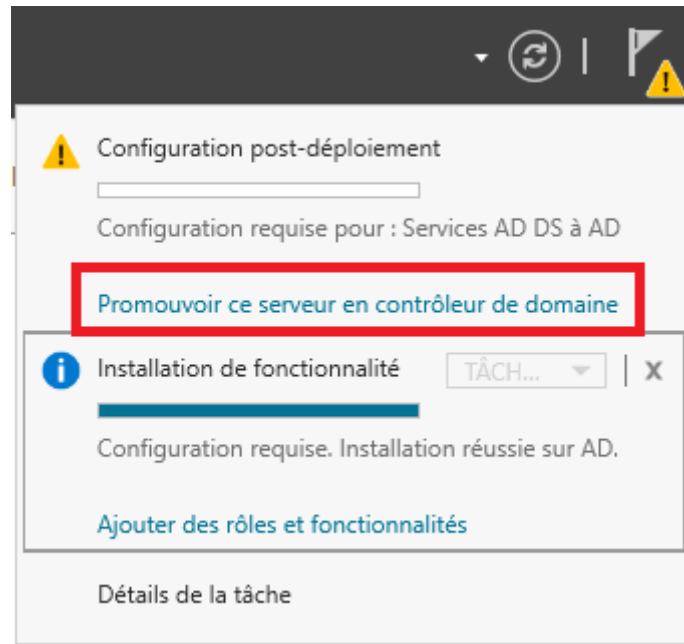 Configuration post-déploiement
Configuration requise pour : Services AD DS à AD
Promouvoir ce serveur en contrôleur de domaine
Installation de fonctionnalité TÂCH... X
Configuration requise. Installation réussie sur AD.
Ajouter des rôles et fonctionnalités
Détails de la tâche